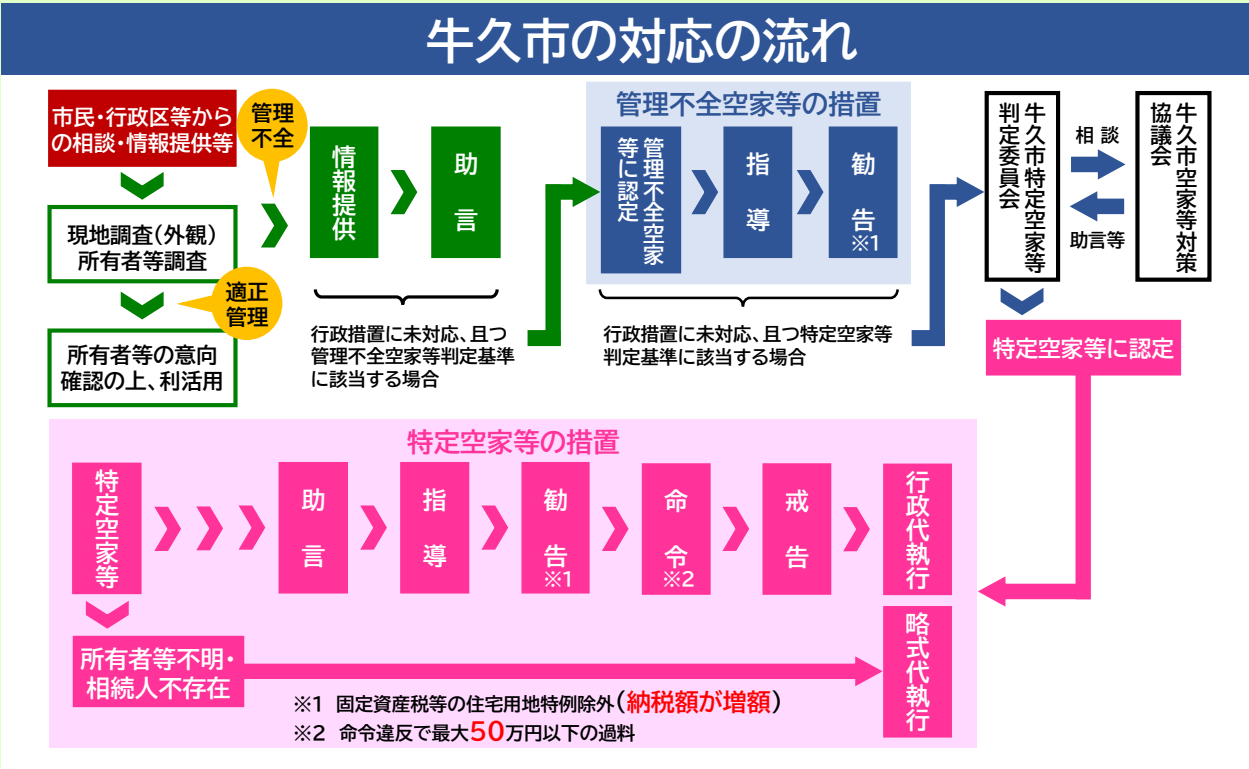 牛久市の対応の流れ
市民・行政区等から
の相談・情報提供等
管理
不全
現地調査(外観)
所有者等調査
適正
管理
所有者等の意向
確認の上、利活用
情報提供
助言
行政措置に未対応、且つ
管理不全空家等判定基準
に該当する場合
管理不全空家等の措置
管理不全空家
等に認定
指導
勧告
※1
行政措置に未対応、且つ特定空家等
判定基準に該当する場合
牛久市特定空家等
判定委員会
相談
助言等
牛久市空家等対策
協議会
特定空家等に認定
特定空家等の措置
特定空家等
助言
指導
勧告
※1
命令
※2
戒告
行政代執行
所有者等不明・
相続人不存在
略式代執行
※1 固定資産税等の住宅用地特例除外(納税額が増額)
※2 命令違反で最大50万円以下の過料